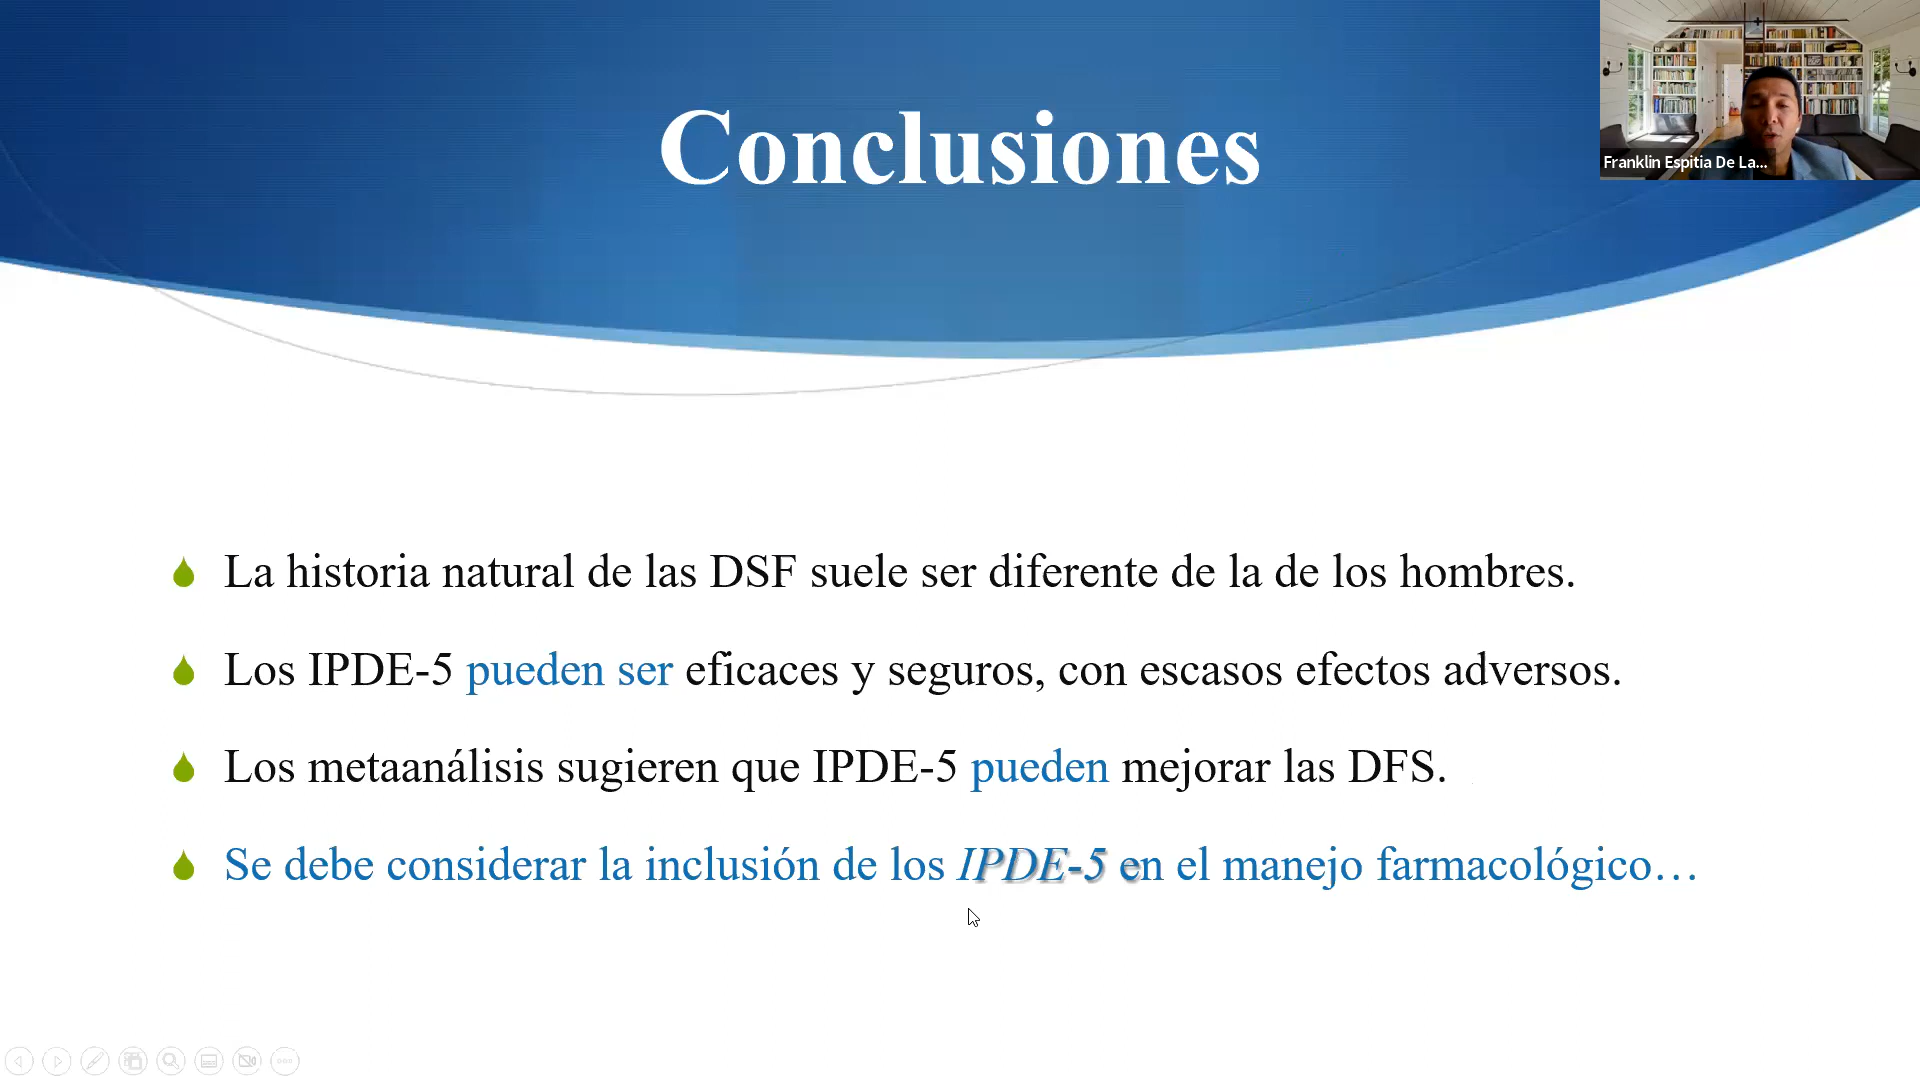 Conclusiones
Franklin Espitia De La...
La historia natural de las DSF suele ser diferente de la de los hombres.
Los IPDE-5 pueden ser eficaces y seguros, con escasos efectos adversos.
Los metaanálisis sugieren que IPDE-5 pueden mejorar las DFS.
Se debe considerar la inclusión de los IPDE-5 en el manejo farmacológico…